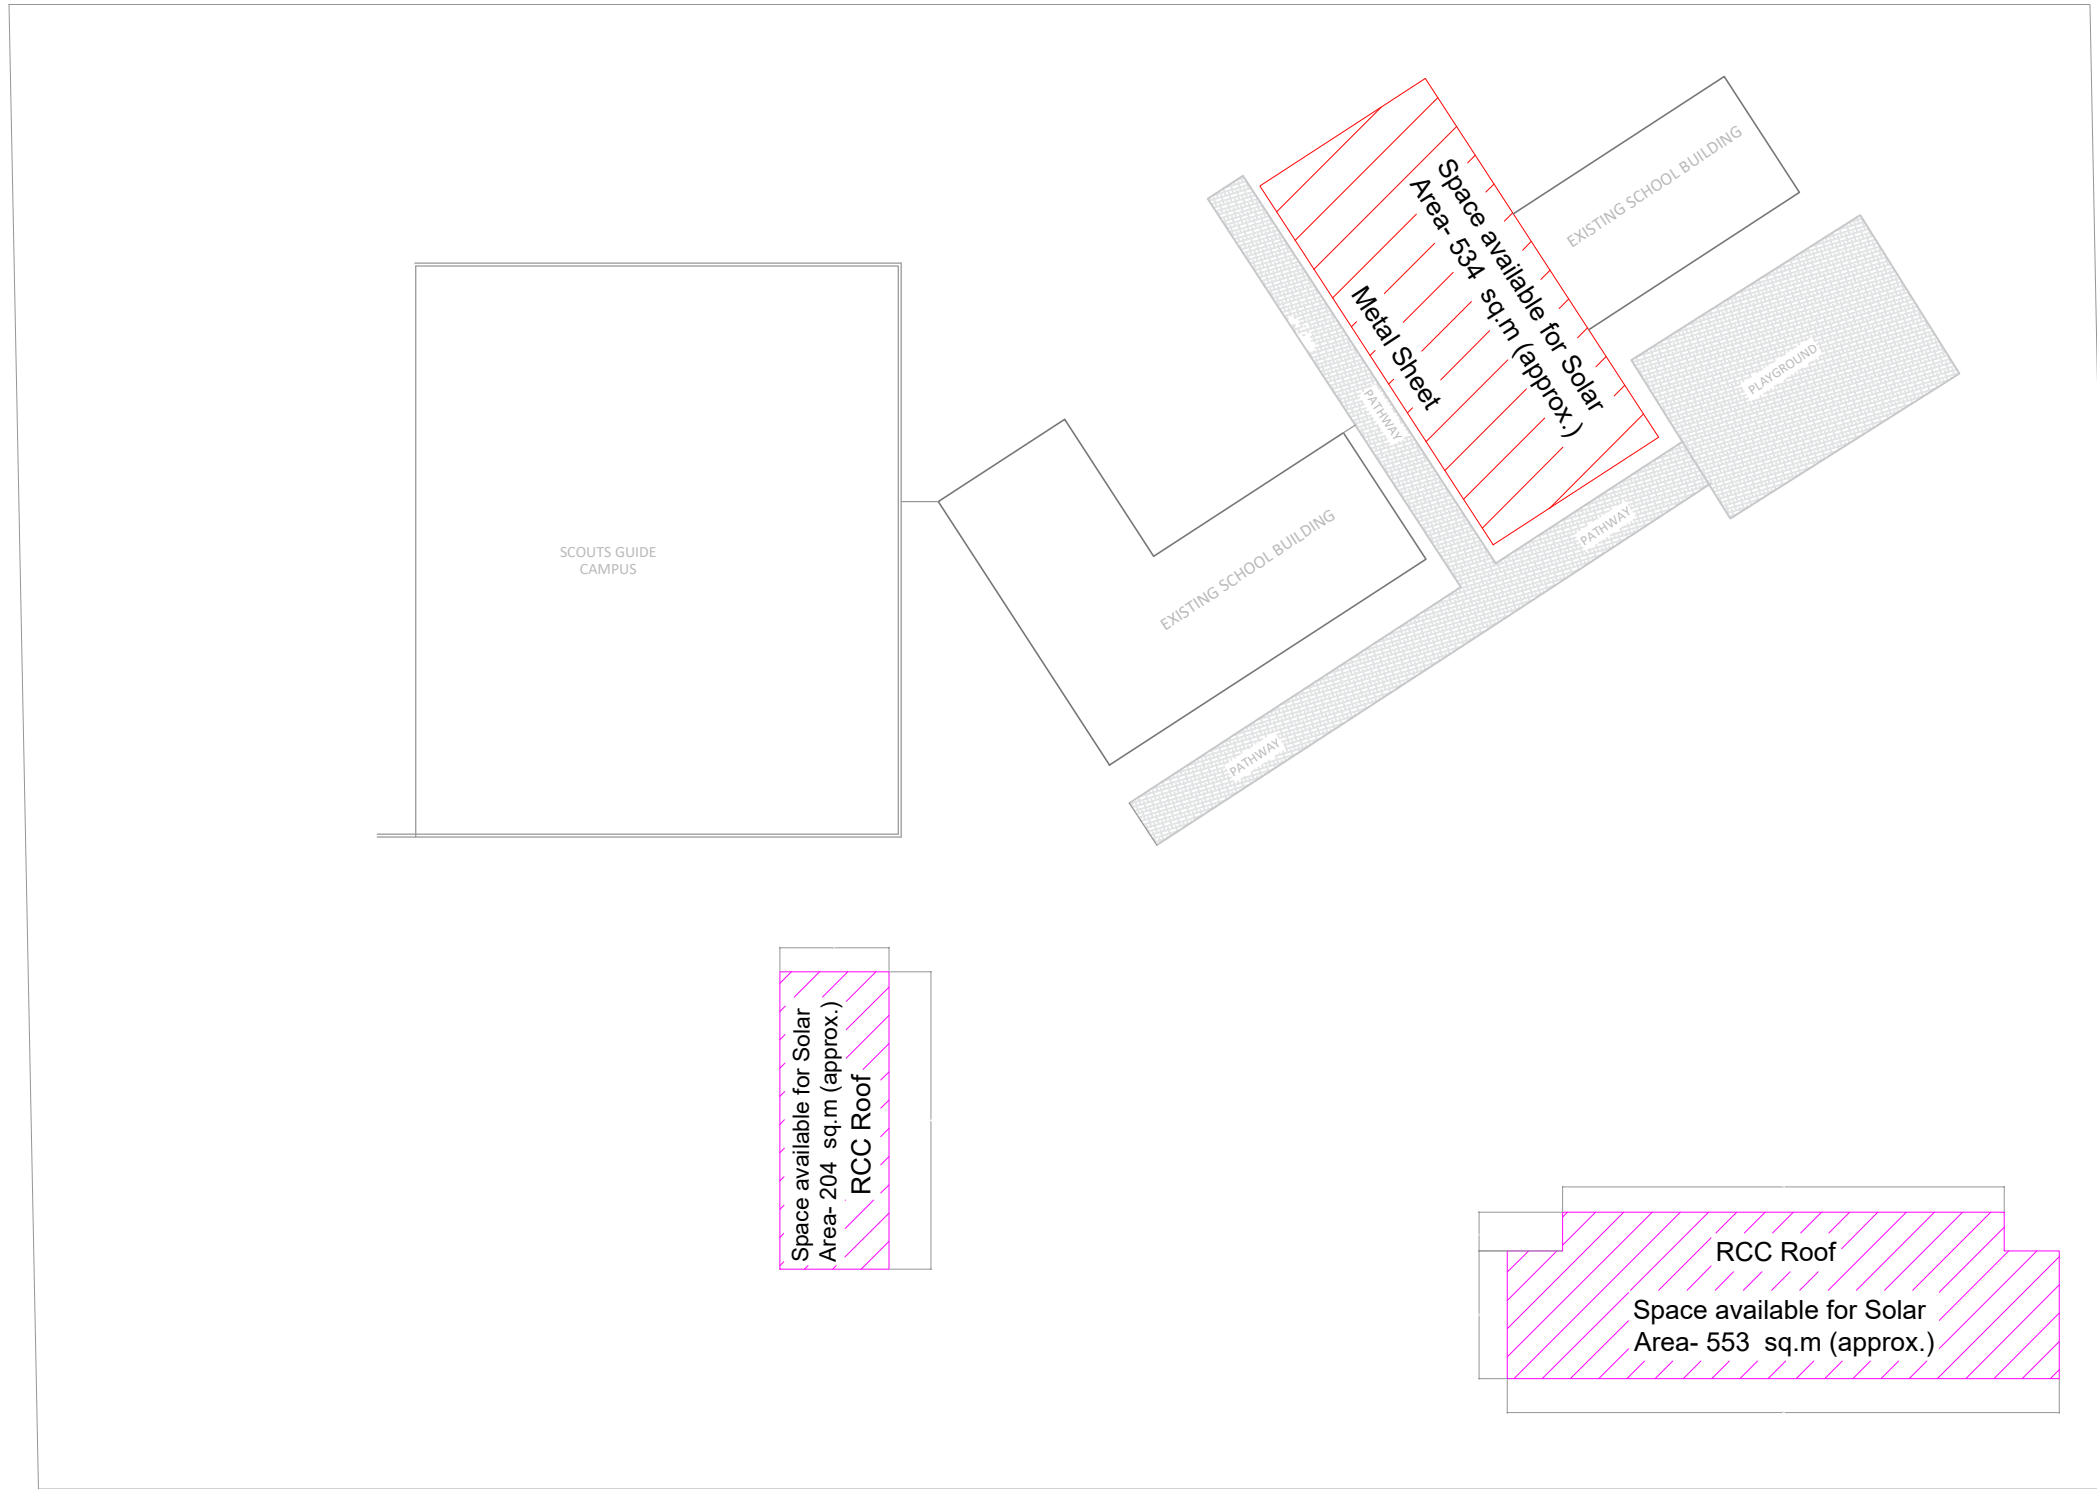 EXISTING SCHOOL BUILDING
Space available for Solar
Area- 534 sq.m (approx.)
Metal Sheet
PLAYGROUND
PATHWAY
PATHWAY
EXISTING SCHOOL BUILDING
SCOUTS GUIDE
CAMPUS
PATHWAY
Space available for Solar
Area- 204 sq.m (approx.)
RCC Roof
RCC Roof
Space available for Solar
Area- 553 sq.m (approx.)